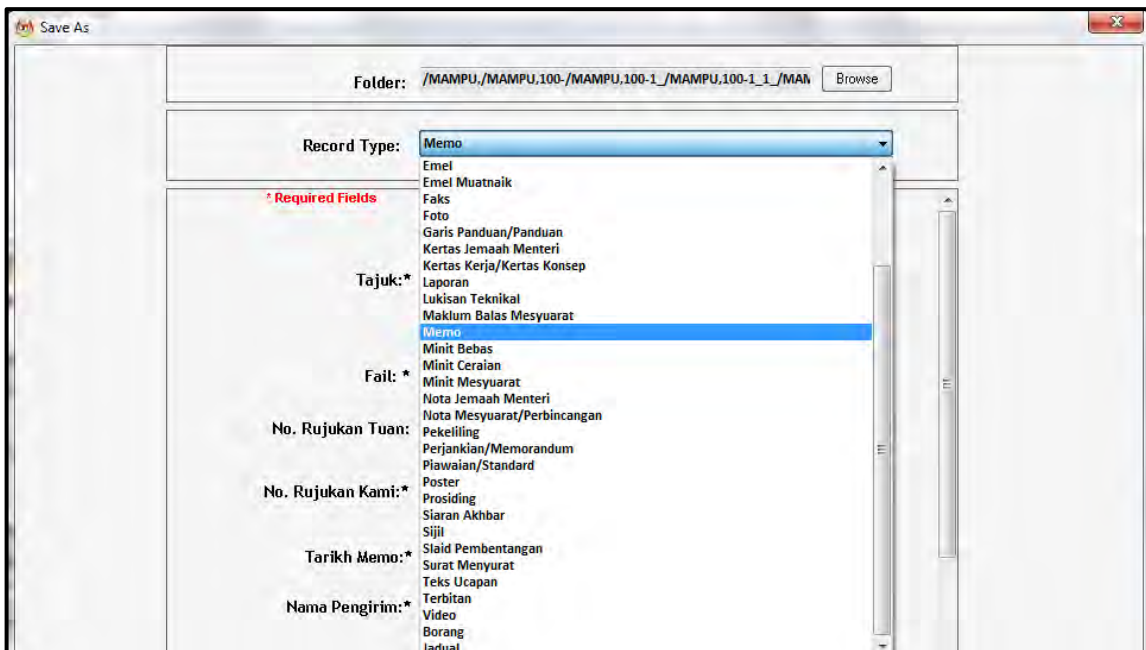 Save As
Folder: /MAMPU,/MAMPU,100-/MAMPU,100-1_/MAMPU,100-1_1_/MAM Browse
Record Type: Memo
Emel
Emel Muatnaik
* Required Fields
Faks
Foto
Garis Panduan/Panduan
Kertas Jemaah Menteri
Kertas Kerja/Kertas Konsep
Tajuk:*
Laporan
Lukisan Teknikal
Maklum Balas Mesyuarat
Memo
Minit Bebas
Minit Ceraian
Fail: *
Minit Mesyuarat
Nota Jemaah Menteri
Nota Mesyuarat/Perbincangan
No. Rujukan Tuan:
Pekeliling
Perjankian/Memorandum
Piawaian/Standard
Poster
No. Rujukan Kami:*
Prosiding
Siaran Akhbar
Sijil
Slaid Pembentangan
Tarikh Memo:*
Surat Menyurat
Teks Ucapan
Terbitan
Nama Pengirim:*
Video
Borang
Jadual